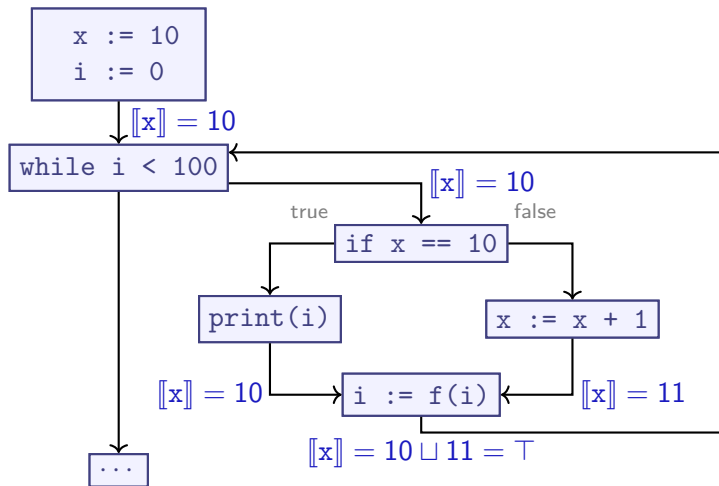 x := 10
i := 0
⟦x⟧ = 10
while i < 100
⟦x⟧ = 10
true
false
if x == 10
print(i)
x := x + 1
⟦x⟧ = 10
i := f(i)
⟦x⟧ = 11
⟦x⟧ = 10 ⊔ 11 = ⊤
...